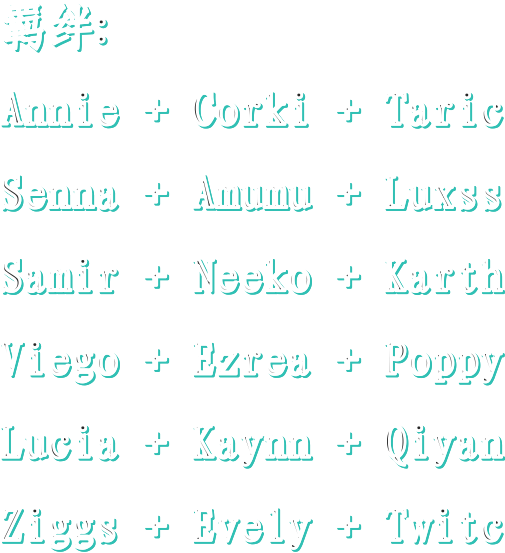 羁绊:
Annie + Corki + Taric
Senna + Amumu + Luxss
Samir + Neeko + Karth
Viego + Ezrea + Poppy
Lucia + Kaynn + Qiyan
Ziggs + Evely + Twitc